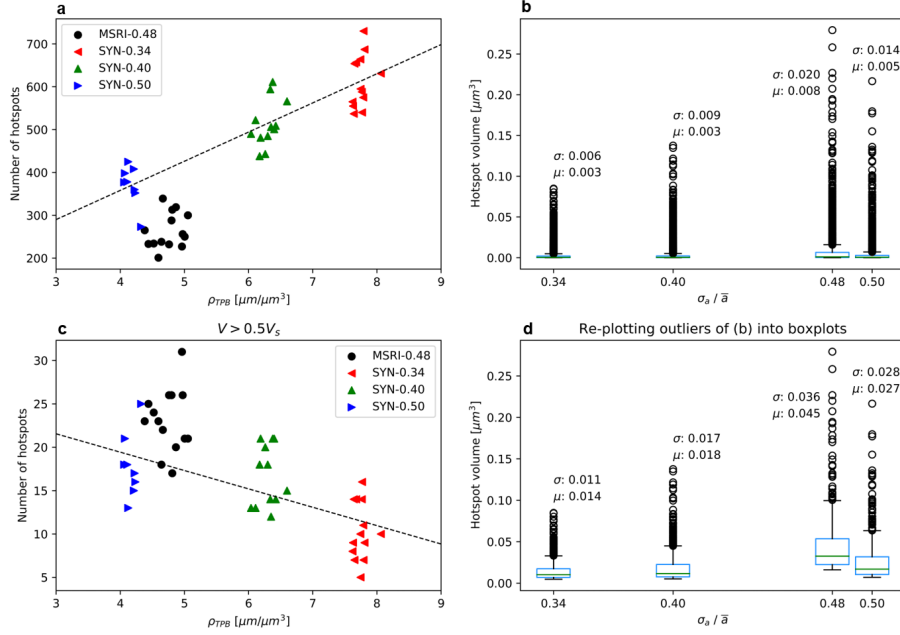 a
MSRI-0.48
SYN-0.34
SYN-0.40
SYN-0.50
700
600
500
400
300
200
Number of hotspots
3 4 5 6 7 8 9
ρTPB [μm/μm³]
b
σ: 0.006
μ: 0.003
σ: 0.009
μ: 0.003
σ: 0.020
μ: 0.008
σ: 0.014
μ: 0.005
0.25
0.20
0.15
0.10
0.05
0.00
Hotspot volume [μm³]
0.34 0.40 0.48 0.50
σa / a̅
c
V > 0.5Vs
MSRI-0.48
SYN-0.34
SYN-0.40
SYN-0.50
30
25
20
15
10
5
Number of hotspots
3 4 5 6 7 8 9
ρTPB [μm/μm³]
d
Re-plotting outliers of (b) into boxplots
σ: 0.011
μ: 0.014
σ: 0.017
μ: 0.018
σ: 0.036
μ: 0.045
σ: 0.028
μ: 0.027
0.25
0.20
0.15
0.10
0.05
0.00
Hotspot volume [μm³]
0.34 0.40 0.48 0.50
σa / a̅